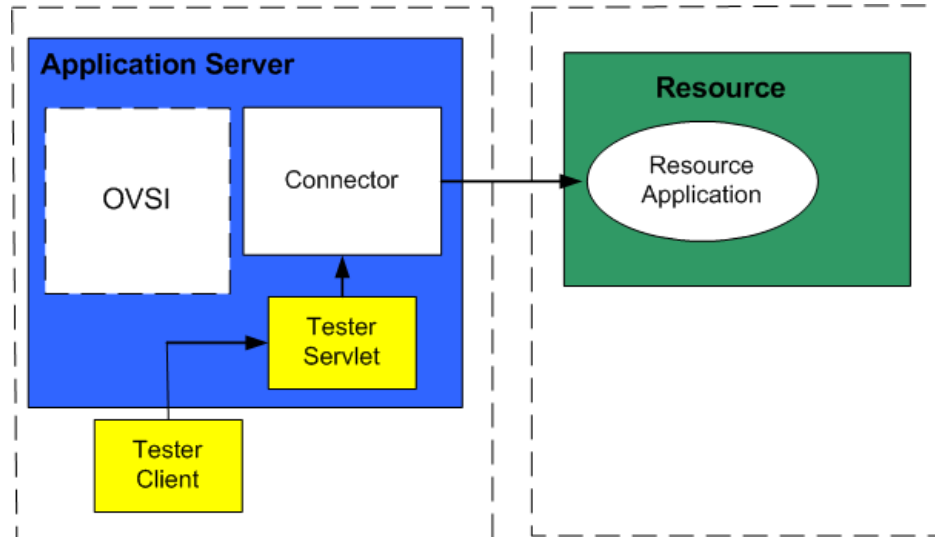 Application Server
OVSI
Connector
Tester
Servlet
Tester
Client
Resource
Resource
Application